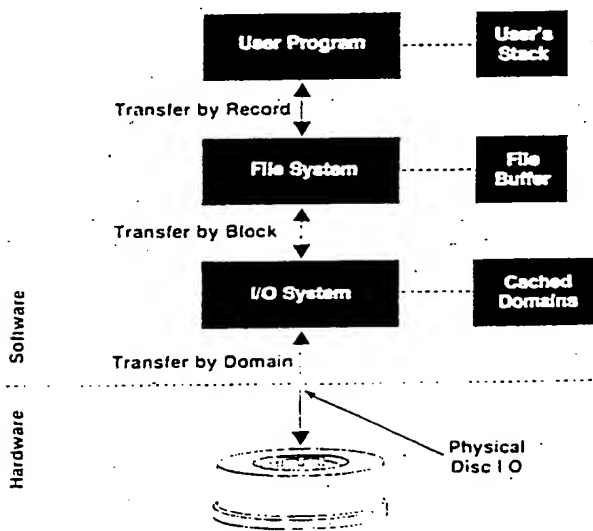 User Program
User's
Stack
Transfer by Record
File System
File
Buffer
Transfer by Block
I/O System
Cached
Domains
Software
Transfer by Domain
Hardware
Physical
Disc I O